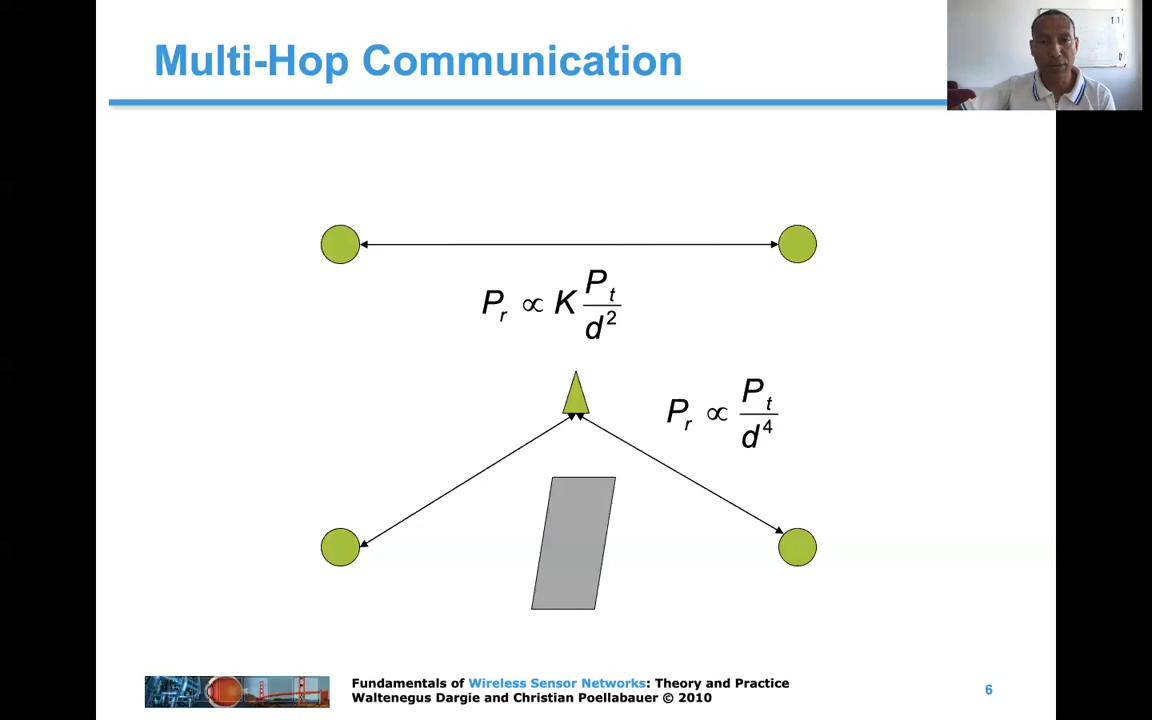 Multi-Hop Communication
P_r ∝ K P_t / d^2
P_r ∝ P_t / d^4
Fundamentals of Wireless Sensor Networks: Theory and Practice
Waltenegus Dargie and Christian Poellabauer © 2010
6